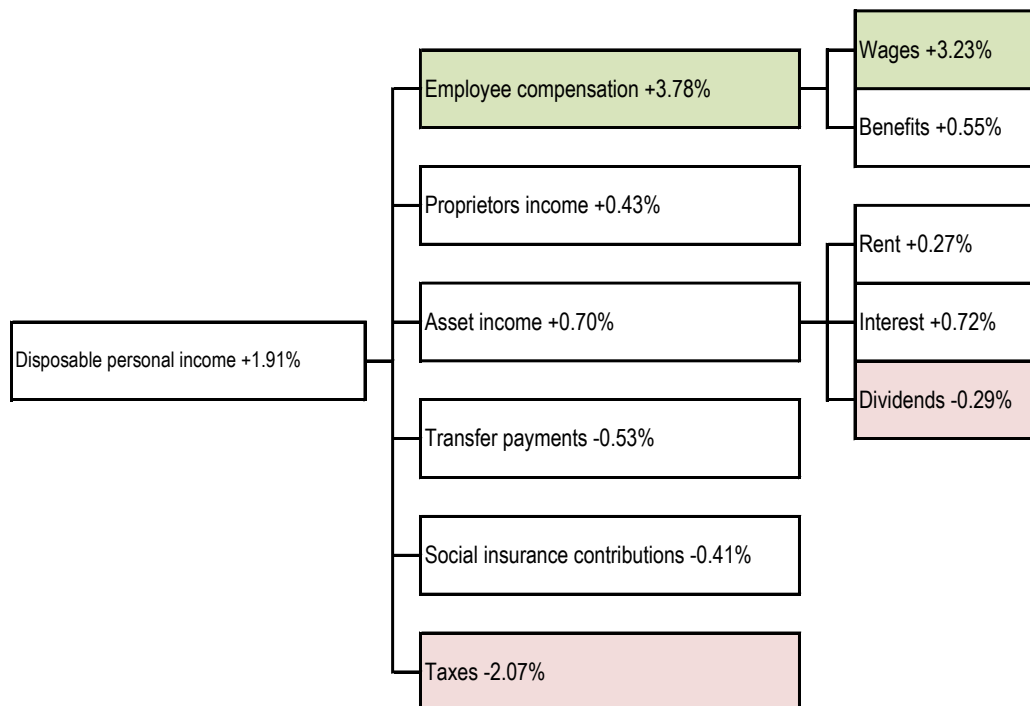 Disposable personal income +1.91%
Employee compensation +3.78%
Wages +3.23%
Benefits +0.55%
Proprietors income +0.43%
Asset income +0.70%
Rent +0.27%
Interest +0.72%
Dividends -0.29%
Transfer payments -0.53%
Social insurance contributions -0.41%
Taxes -2.07%